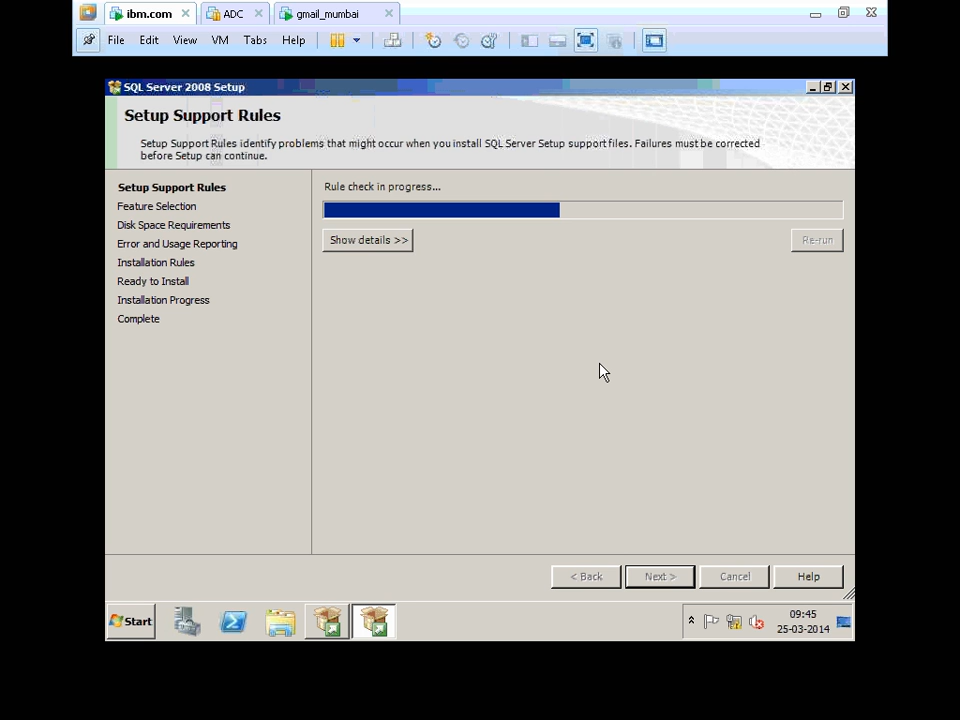 ibm.com
ADC
gmail_mumbai
File Edit View VM Tabs Help
SQL Server 2008 Setup
Setup Support Rules
Setup Support Rules identify problems that might occur when you install SQL Server Setup support files. Failures must be corrected
before Setup can continue.
Setup Support Rules
Feature Selection
Disk Space Requirements
Error and Usage Reporting
Installation Rules
Ready to Install
Installation Progress
Complete
Rule check in progress...
Show details >>
Re-run
< Back
Next >
Cancel
Help
Start
09:45
25-03-2014